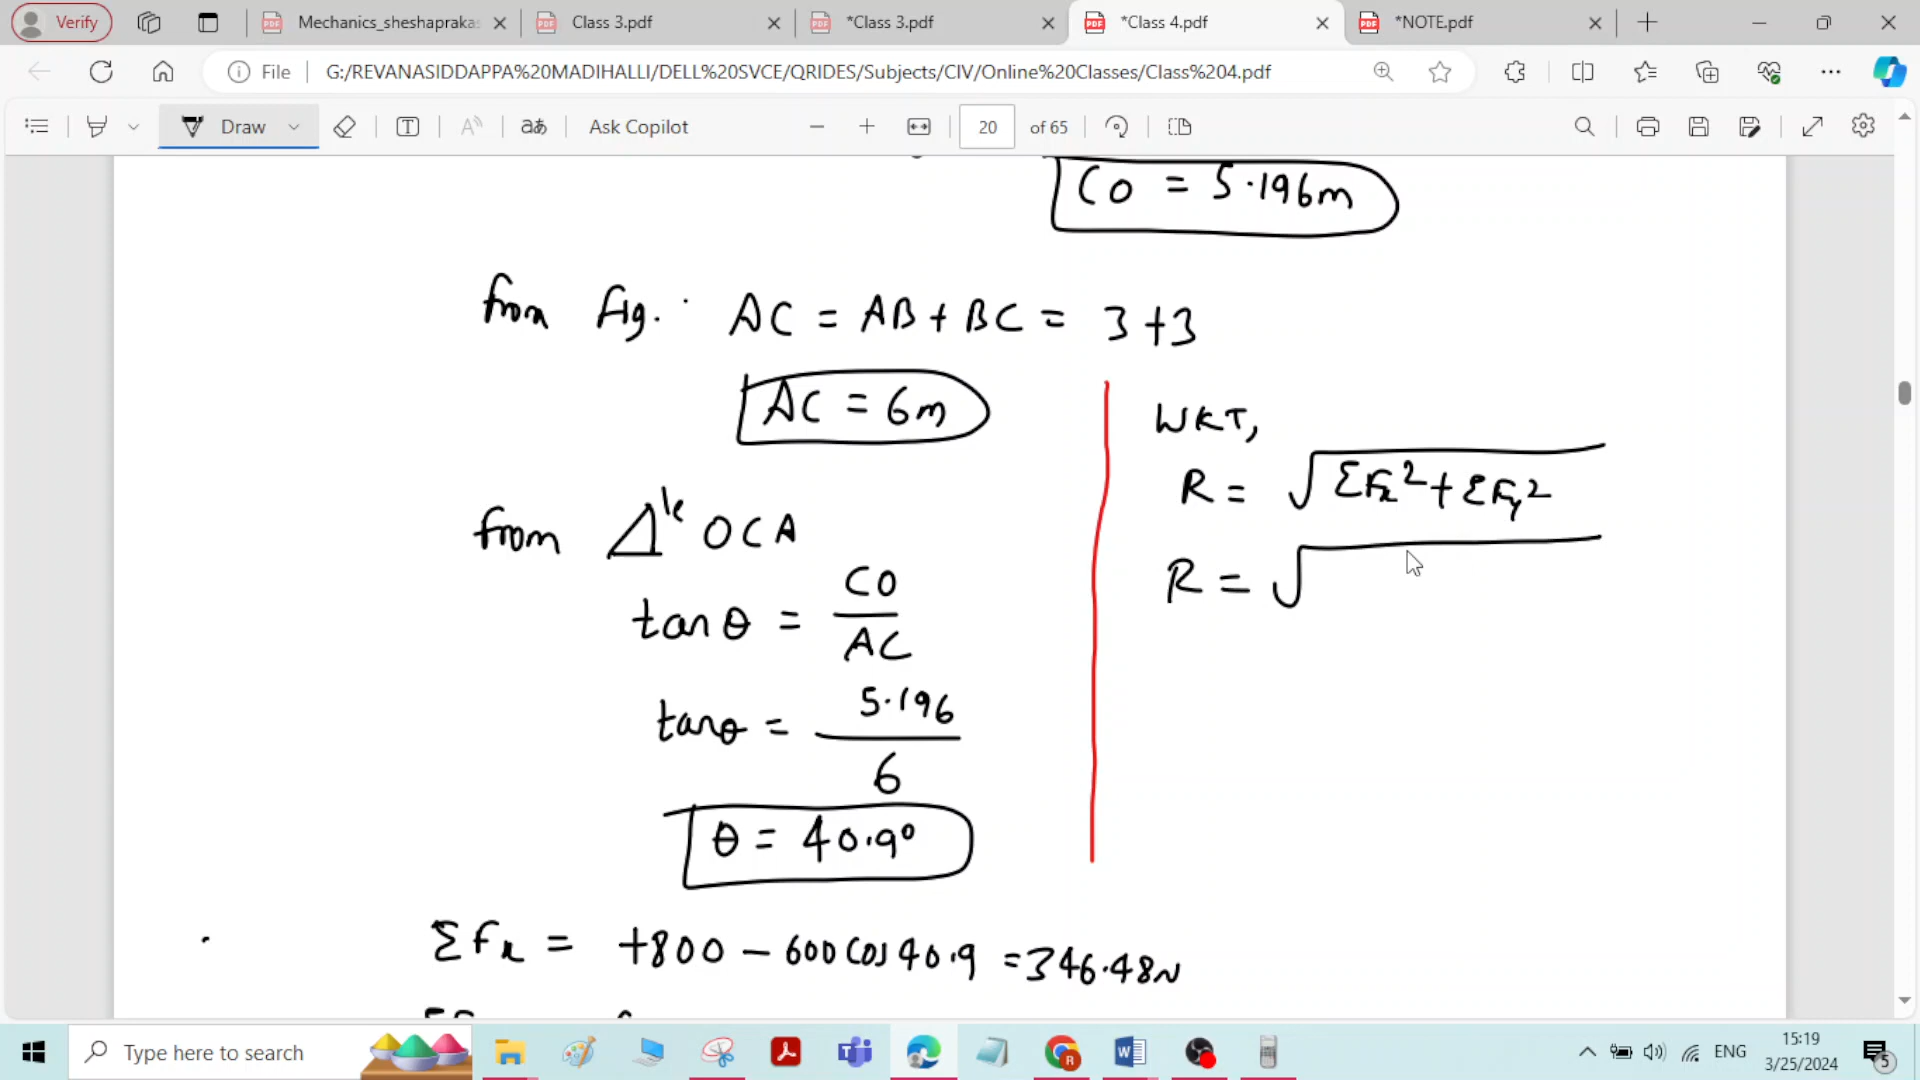 Verify
Mechanics_sheshapraka
Class 3.pdf
*Class 3.pdf
*Class 4.pdf
*NOTE.pdf
File
G:/REVANASIDDAPPA%20MADIHALLI/DELL%20SVCE/QRIDES/Subjects/CIV/Online%20Classes/Class%204.pdf
Draw
Ask Copilot
20 of 65
CO = 5.196m
from fig. AC = AB + BC = 3+3
AC = 6m
from Δle OCA
tanθ = CO / AC
tanθ = 5.196 / 6
θ = 40.9°
WKT,
R = √ΣFx² + ΣFy²
R = √
ΣFx = +800 - 600 cos 40.9 = 346.48N
Type here to search
ENG
15:19
3/25/2024
5